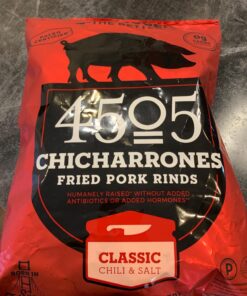 4505
CHICHARRONES
FRIED PORK RINDS
HUMANELY RAISED* WITHOUT ADDED
ANTIBIOTICS OR ADDED HORMONES**
CLASSIC
CHILI & SALT